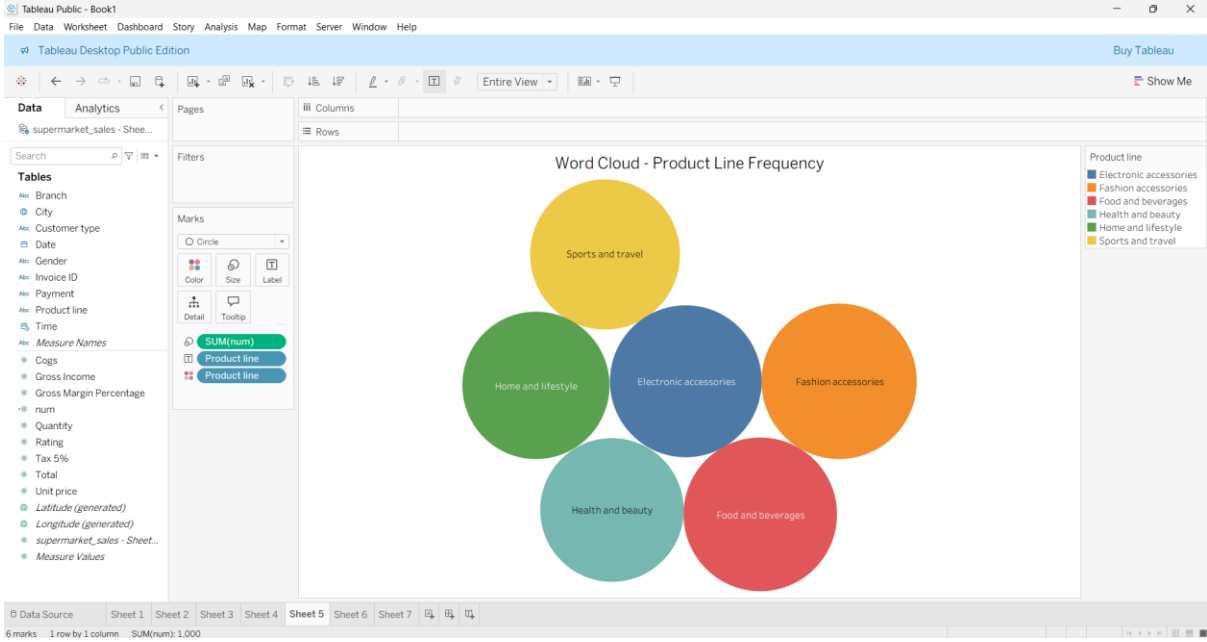 Tableau Public - Book1
File Data Worksheet Dashboard Story Analysis Map Format Server Window Help
Tableau Desktop Public Edition
Buy Tableau
Entire View
Show Me
Data Analytics
supermarket_sales - Shee...
Search
Tables
Abc Branch
City
Abc Customer type
Date
Abc Gender
Abc Invoice ID
Abc Payment
Abc Product line
Time
Abc Measure Names
Cogs
Gross Income
Gross Margin Percentage
num
Quantity
Rating
Tax 5%
Total
Unit price
Latitude (generated)
Longitude (generated)
supermarket_sales - Sheet...
Measure Values
Pages
Filters
Marks
Circle
Color Size Label
Detail Tooltip
SUM(num)
Product line
Product line
Columns
Rows
Word Cloud - Product Line Frequency
Sports and travel
Home and lifestyle
Electronic accessories
Fashion accessories
Health and beauty
Food and beverages
Product line
Electronic accessories
Fashion accessories
Food and beverages
Health and beauty
Home and lifestyle
Sports and travel
Data Source Sheet 1 Sheet 2 Sheet 3 Sheet 4 Sheet 5 Sheet 6 Sheet 7
6 marks 1 row by 1 column SUM(num): 1,000